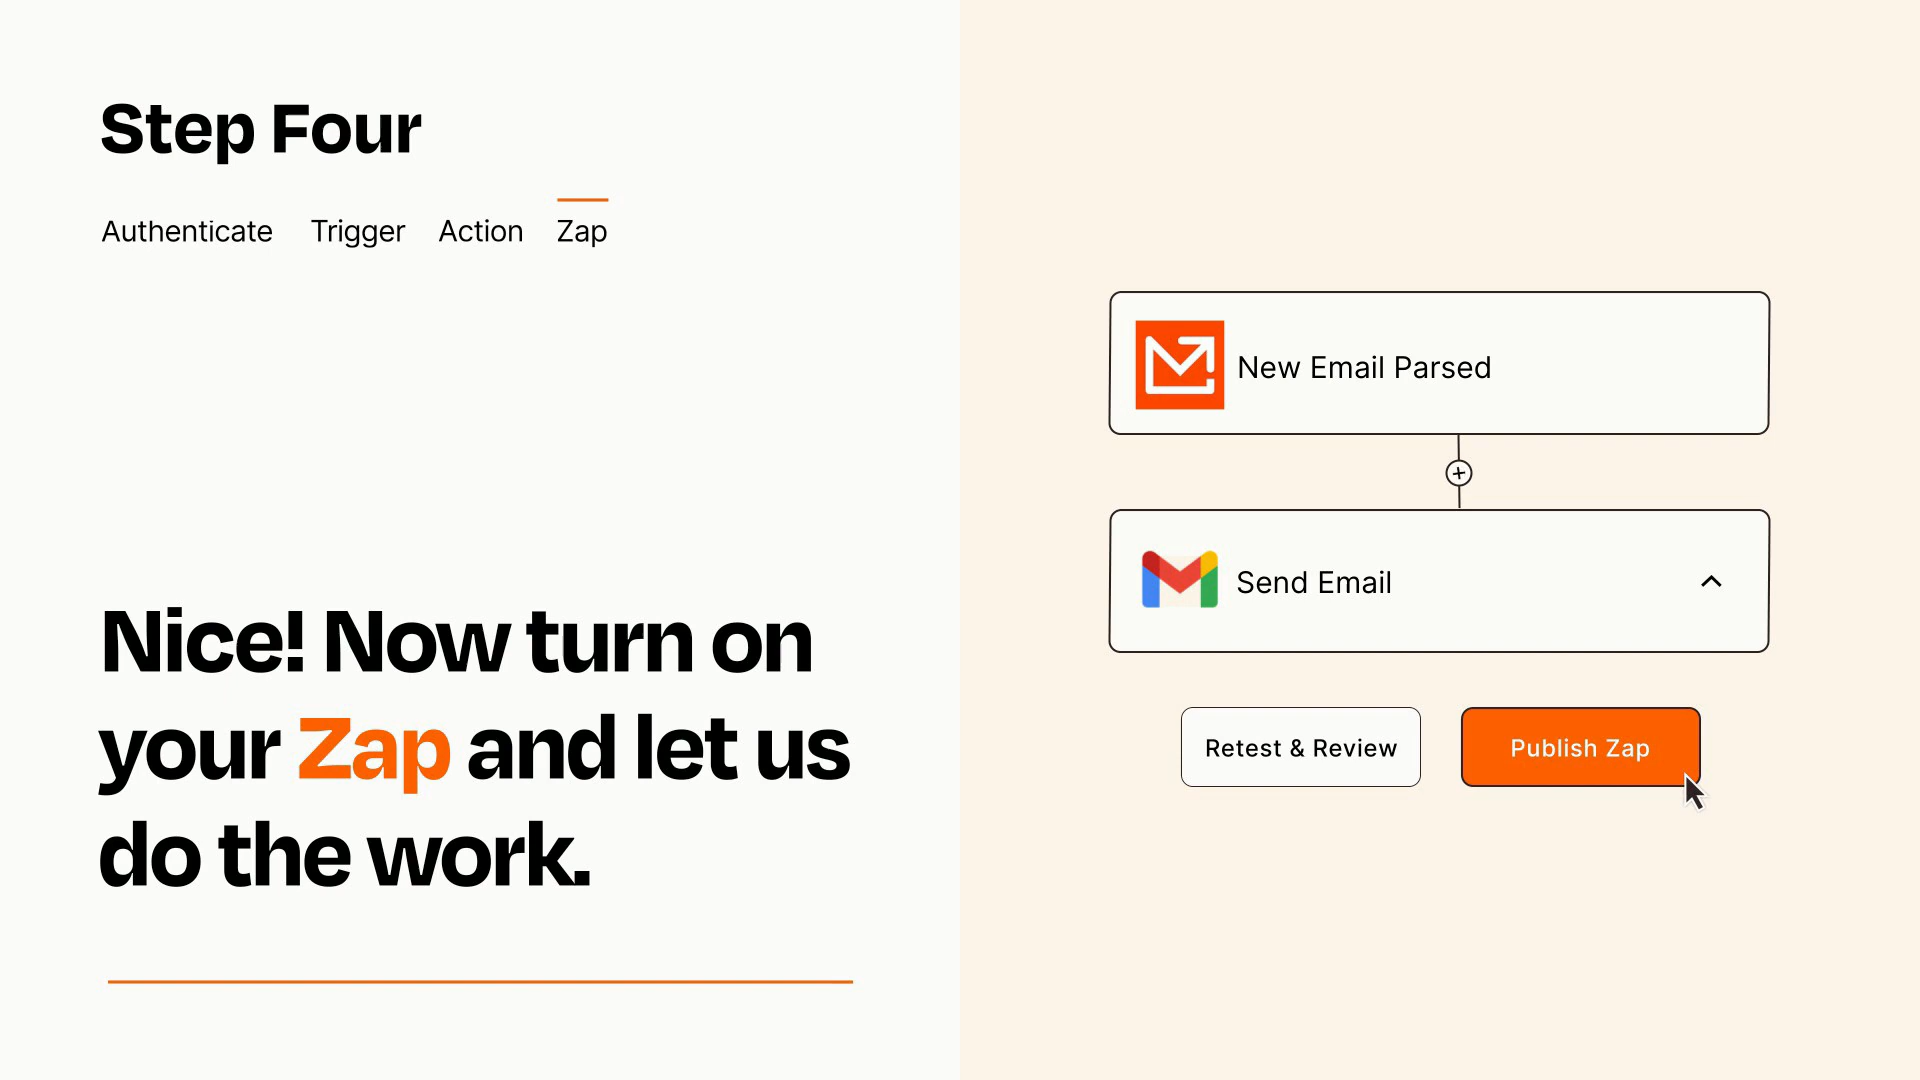 Step Four
Authenticate Trigger Action Zap
Nice! Now turn on
your Zap and let us
do the work.
New Email Parsed
Send Email
Retest & Review
Publish Zap